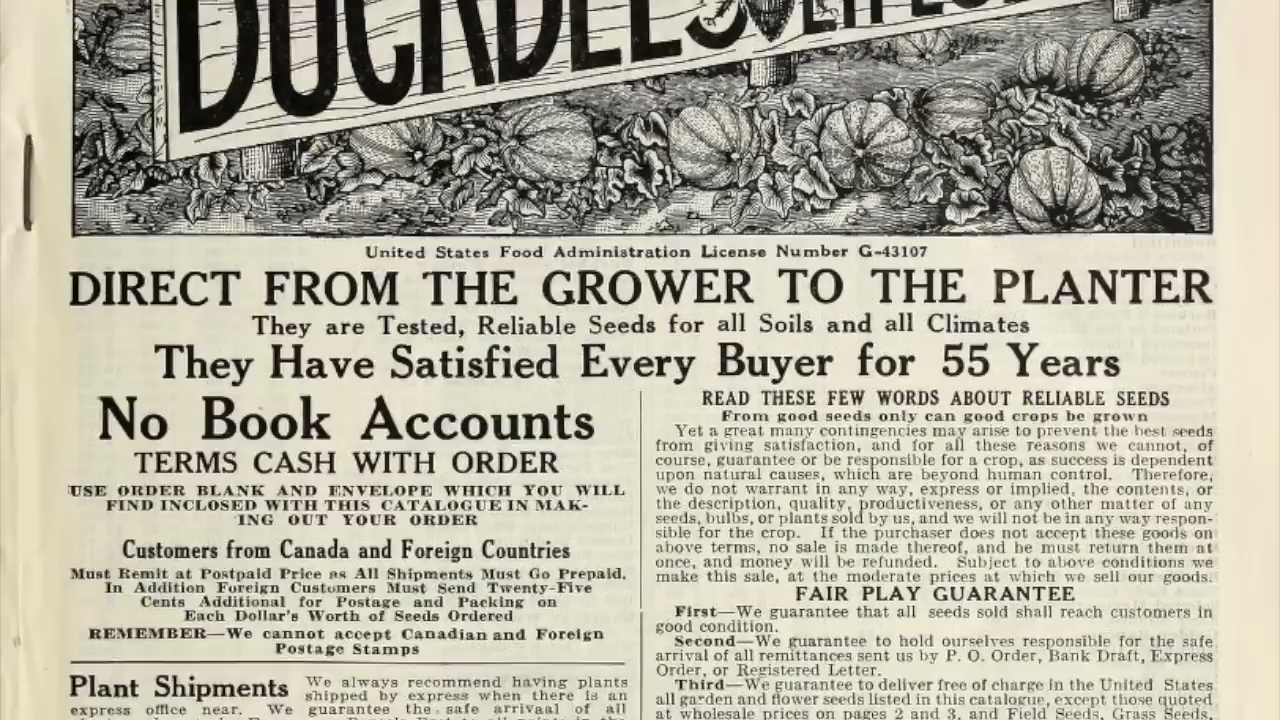 BUCKBEE'S
United States Food Administration License Number G-43107
DIRECT FROM THE GROWER TO THE PLANTER
They are Tested, Reliable Seeds for all Soils and all Climates
They Have Satisfied Every Buyer for 55 Years
No Book Accounts
TERMS CASH WITH ORDER
USE ORDER BLANK AND ENVELOPE WHICH YOU WILL
FIND INCLOSED WITH THIS CATALOGUE IN MAK-
ING OUT YOUR ORDER
Customers from Canada and Foreign Countries
Must Remit at Postpaid Price as All Shipments Must Go Prepaid.
In Addition Foreign Customers Must Send Twenty-Five
Cents Additional for Postage and Packing on
Each Dollar's Worth of Seeds Ordered
REMEMBER—We cannot accept Canadian and Foreign
Postage Stamps
Plant Shipments
We always recommend having plants
shipped by express when there is an
express office near. We guarantee the safe arrival of all
READ THESE FEW WORDS ABOUT RELIABLE SEEDS
From good seeds only can good crops be grown
Yet a great many contingencies may arise to prevent the best seeds
from giving satisfaction, and for all these reasons we cannot, of
course, guarantee or be responsible for a crop, as success is dependent
upon natural causes, which are beyond human control. Therefore,
we do not warrant in any way, express or implied, the contents, or
the description, quality, productiveness, or any other matter of any
seeds, bulbs, or plants sold by us, and we will not be in any way respon-
sible for the crop. If the purchaser does not accept these goods on
above terms, no sale is made thereof, and he must return them at
once, and money will be refunded. Subject to above conditions we
make this sale, at the moderate prices at which we sell our goods.
FAIR PLAY GUARANTEE
First—We guarantee that all seeds sold shall reach customers in
good condition.
Second—We guarantee to hold ourselves responsible for the safe
arrival of all remittances sent us by P. O. Order, Bank Draft, Express
Order, or Registered Letter.
Third—We guarantee to deliver free of charge in the United States
all garden and flower seeds listed in this catalogue, except those quoted
at wholesale prices on pages 2 and 3, and Field Seeds, Grass Seeds,